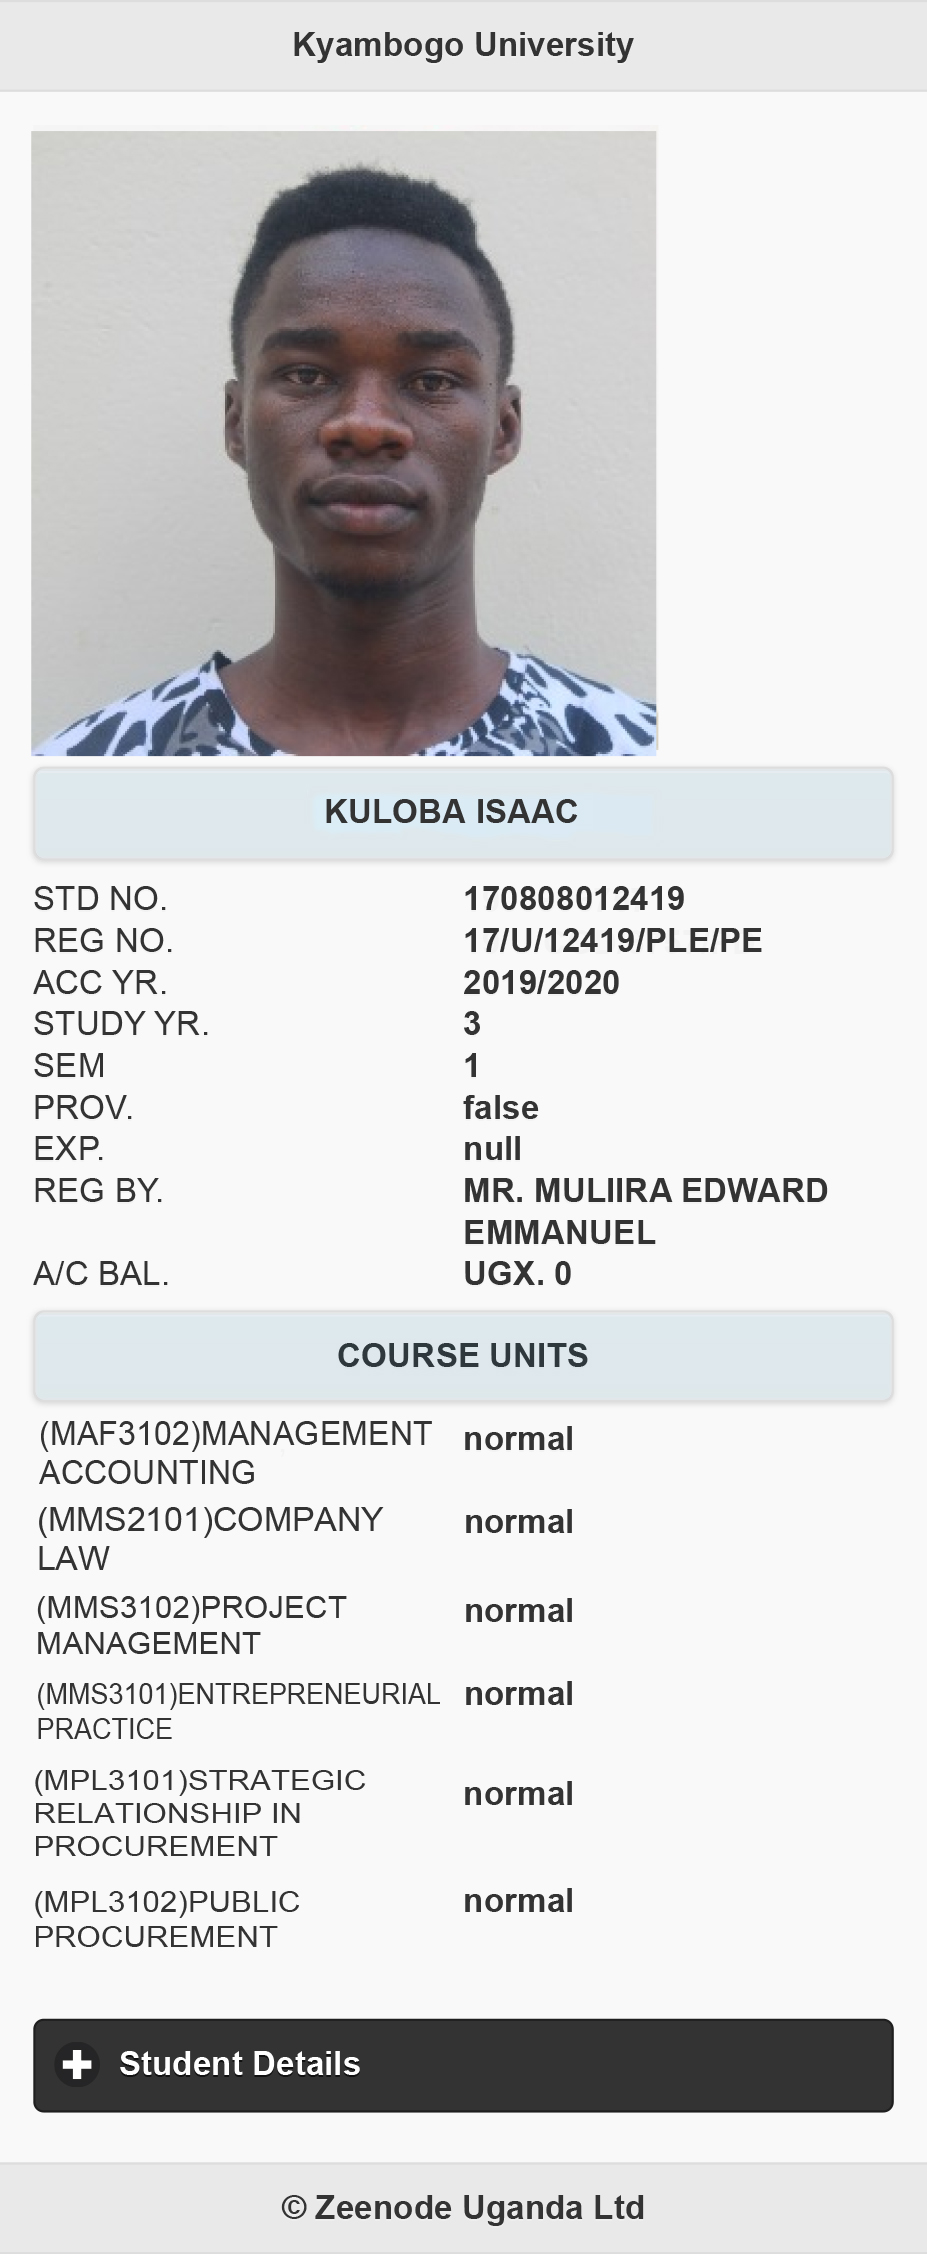 Kyambogo University
KULOBA ISAAC
STD NO. 170808012419
REG NO. 17/U/12419/PLE/PE
ACC YR. 2019/2020
STUDY YR. 3
SEM 1
PROV. false
EXP. null
REG BY. MR. MULIIRA EDWARD
EMMANUEL
A/C BAL. UGX. 0
COURSE UNITS
(MAF3102)MANAGEMENT normal
ACCOUNTING
(MMS2101)COMPANY normal
LAW
(MMS3102)PROJECT normal
MANAGEMENT
(MMS3101)ENTREPRENEURIAL normal
PRACTICE
(MPL3101)STRATEGIC normal
RELATIONSHIP IN
PROCUREMENT
(MPL3102)PUBLIC normal
PROCUREMENT
Student Details
© Zeenode Uganda Ltd